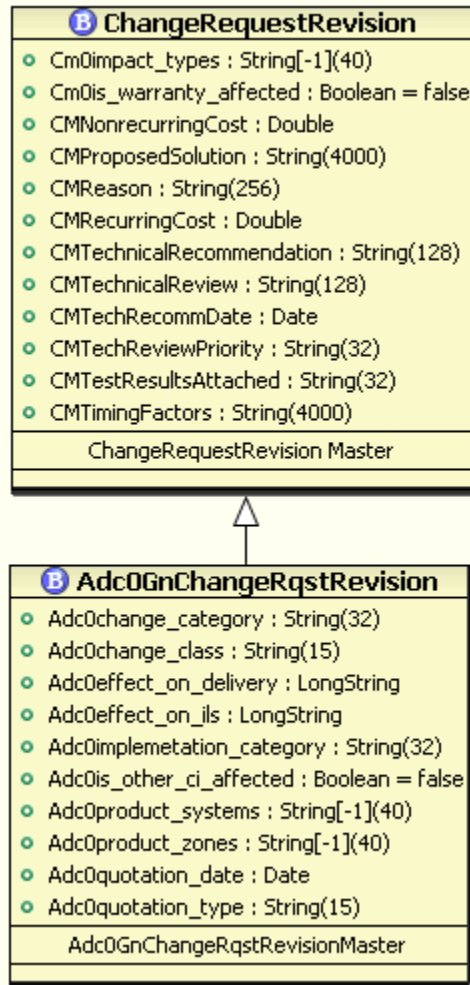 B ChangeRequestRevision
Cm0impact_types : String[-1](40)
Cm0is_warranty_affected : Boolean = false
CMNonrecurringCost : Double
CMProposedSolution : String(4000)
CMReason : String(256)
CMRecurringCost : Double
CMTechnicalRecommendation : String(128)
CMTechnicalReview : String(128)
CMTechRecommDate : Date
CMTechReviewPriority : String(32)
CMTestResultsAttached : String(32)
CMTimingFactors : String(4000)
ChangeRequestRevision Master
B Adc0GnChangeRqstRevision
Adc0change_category : String(32)
Adc0change_class : String(15)
Adc0effect_on_delivery : LongString
Adc0effect_on_ils : LongString
Adc0implemetation_category : String(32)
Adc0is_other_ci_affected : Boolean = false
Adc0product_systems : String[-1](40)
Adc0product_zones : String[-1](40)
Adc0quotation_date : Date
Adc0quotation_type : String(15)
Adc0GnChangeRqstRevisionMaster